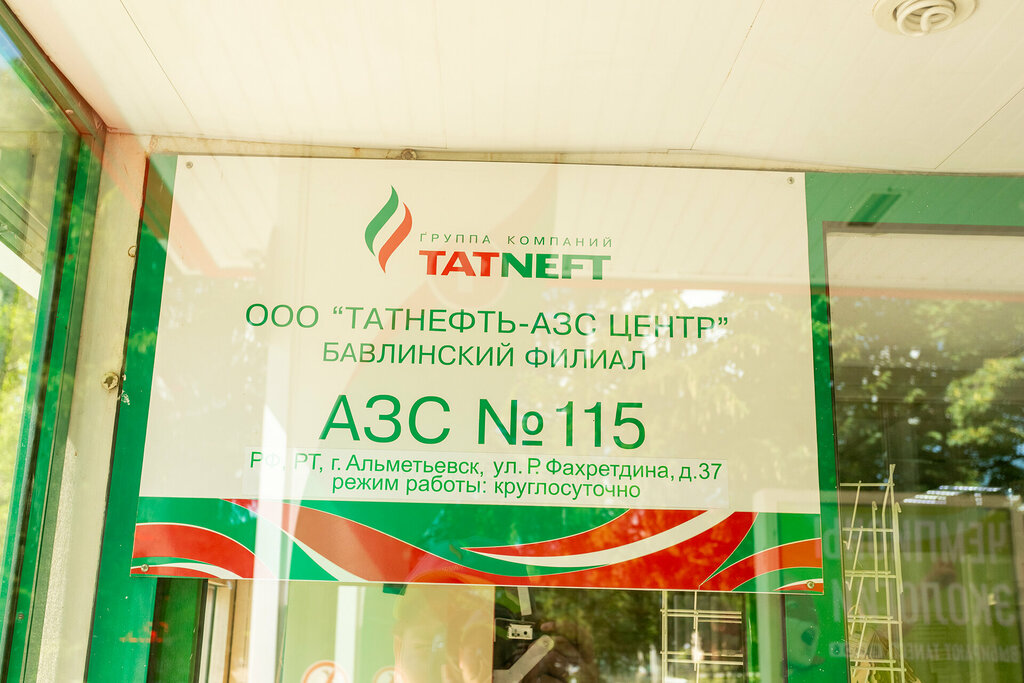 ГРУППА КОМПАНИЙ
TATNEFT
ООО "ТАТНЕФТЬ-АЗС ЦЕНТР"
БАВЛИНСКИЙ ФИЛИАЛ
АЗС №115
РФ, РТ, г. Альметьевск, ул. Р. Фахретдина, д.37
режим работы: круглосуточно